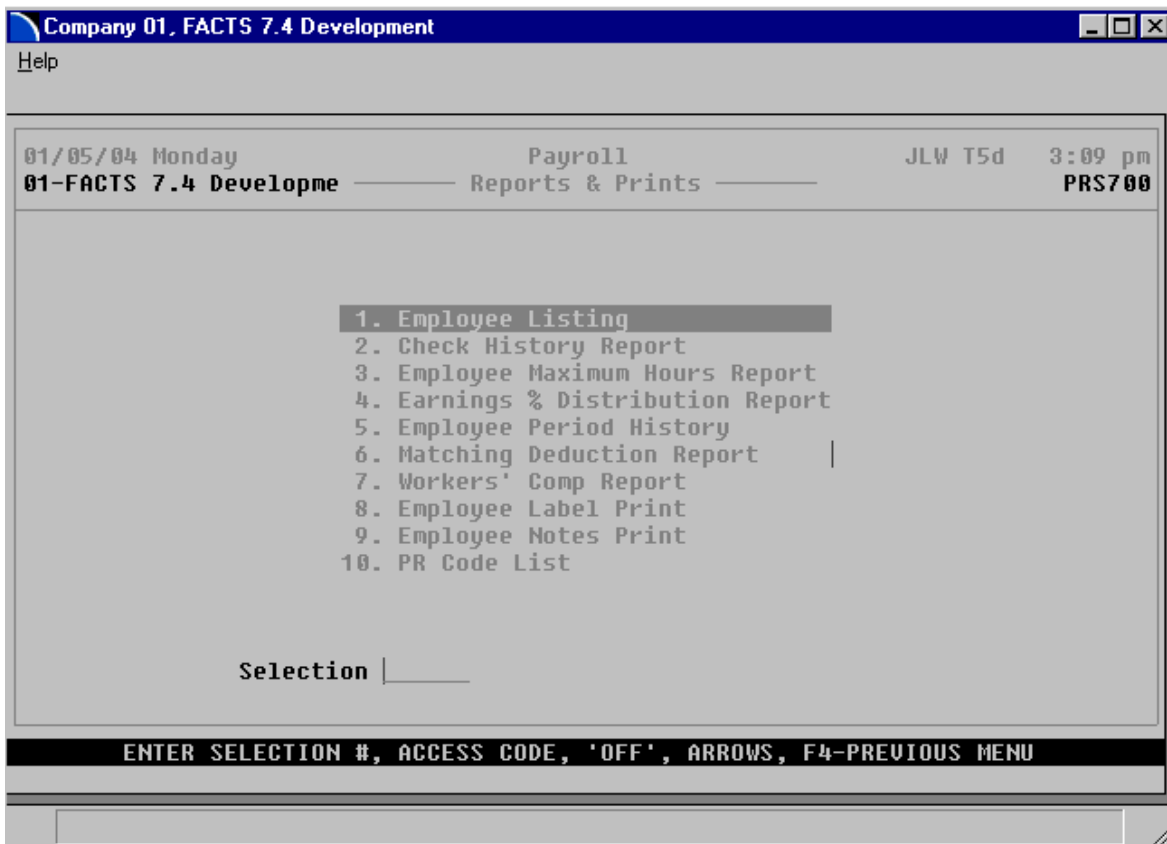 Company 01, FACTS 7.4 Development
Help
01/05/04 Monday Payroll JLW T5d 3:09 pm
01-FACTS 7.4 Developme Reports & Prints PRS700
1. Employee Listing
2. Check History Report
3. Employee Maximum Hours Report
4. Earnings % Distribution Report
5. Employee Period History
6. Matching Deduction Report
7. Workers' Comp Report
8. Employee Label Print
9. Employee Notes Print
10. PR Code List
Selection
ENTER SELECTION #, ACCESS CODE, 'OFF', ARROWS, F4-PREVIOUS MENU